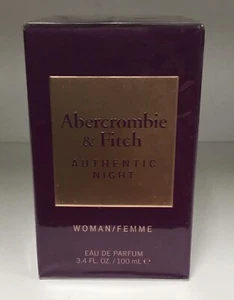 Abercrombie
& Fitch
AUTHENTIC
NIGHT
WOMAN/FEMME
EAU DE PARFUM
3.4 FL. OZ. / 100 mL ℮